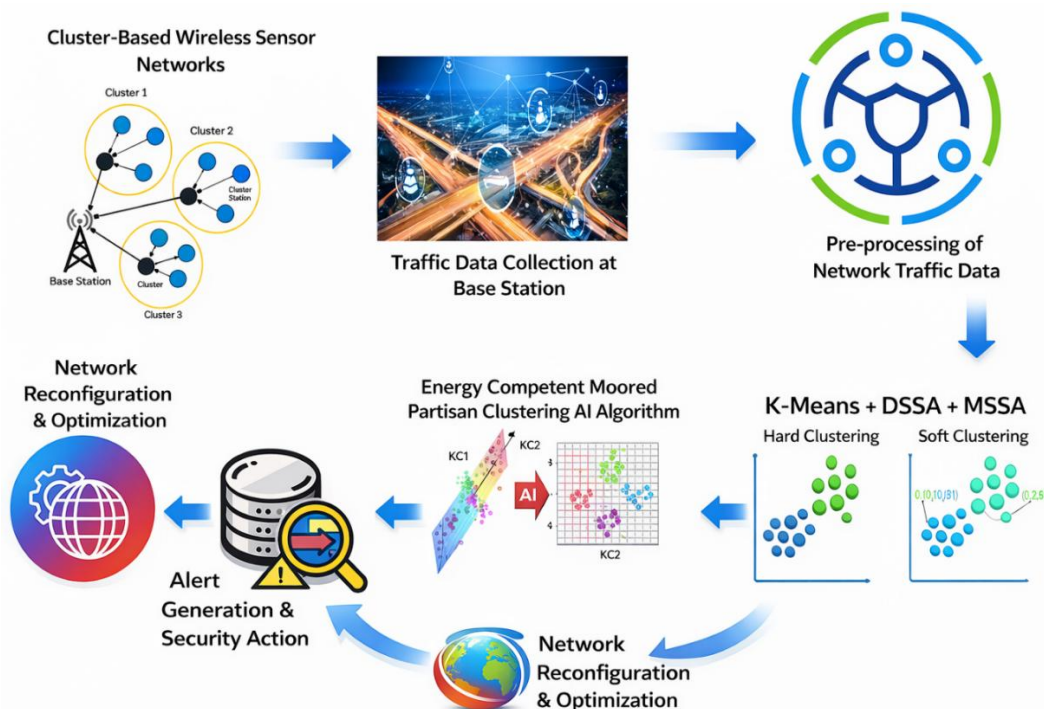 Cluster-Based Wireless Sensor
Networks
Cluster 1
Cluster 2
Cluster
Station
Base Station
Cluster
Cluster 3
Traffic Data Collection at
Base Station
Pre-processing of
Network Traffic Data
K-Means + DSSA + MSSA
Hard Clustering
Soft Clustering
Energy Competent Moored
Partisan Clustering AI Algorithm
KC1
KC2
AI
KC2
Network
Reconfiguration
& Optimization
Alert
Generation &
Security Action
Network
Reconfiguration
& Optimization